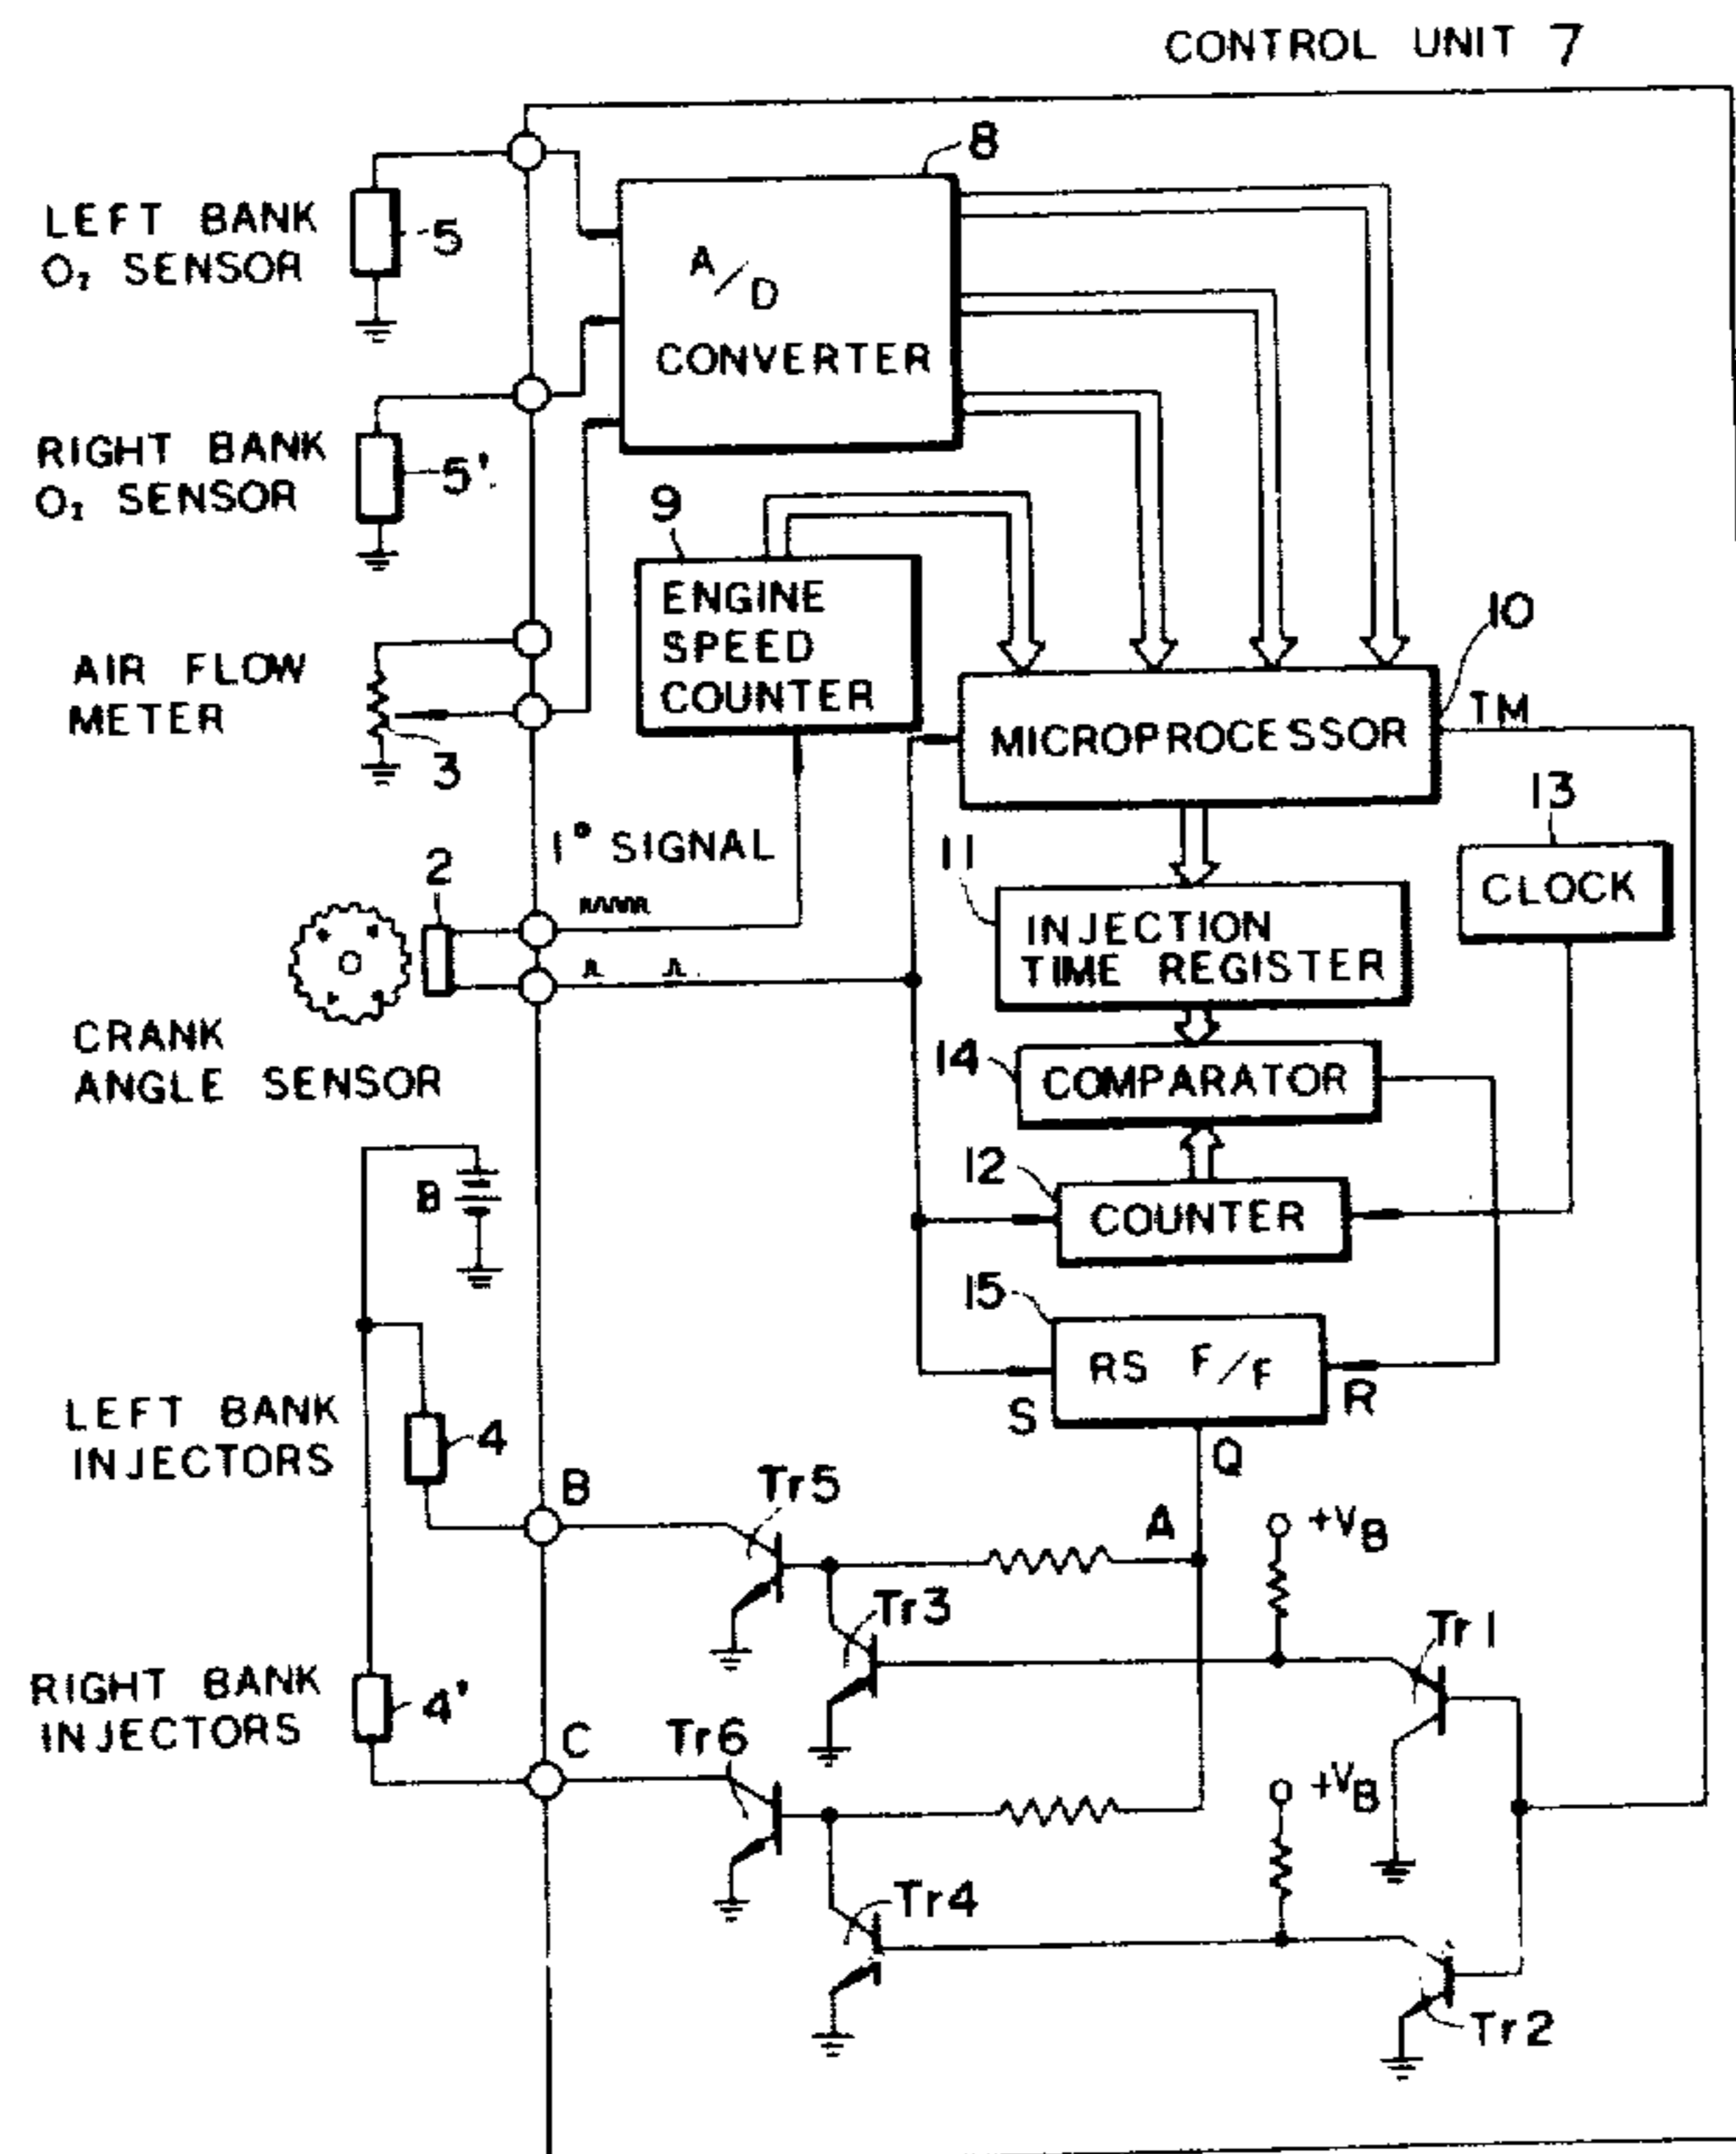 CONTROL UNIT 7
8
LEFT BANK
O₂ SENSOR
5
A/D
CONVERTER
RIGHT BANK
O₂ SENSOR
5'
9
ENGINE
SPEED
COUNTER
10
AIR FLOW
METER
3
MICROPROCESSOR
TM
13
CLOCK
1° SIGNAL
2
11
INJECTION
TIME REGISTER
CRANK
ANGLE SENSOR
14
COMPARATOR
B
12
COUNTER
15
RS F/F
S
R
Q
LEFT BANK
INJECTORS
4
B
Tr5
A
+VB
Tr3
Tr1
RIGHT BANK
INJECTORS
4'
C
Tr6
+VB
Tr4
Tr2